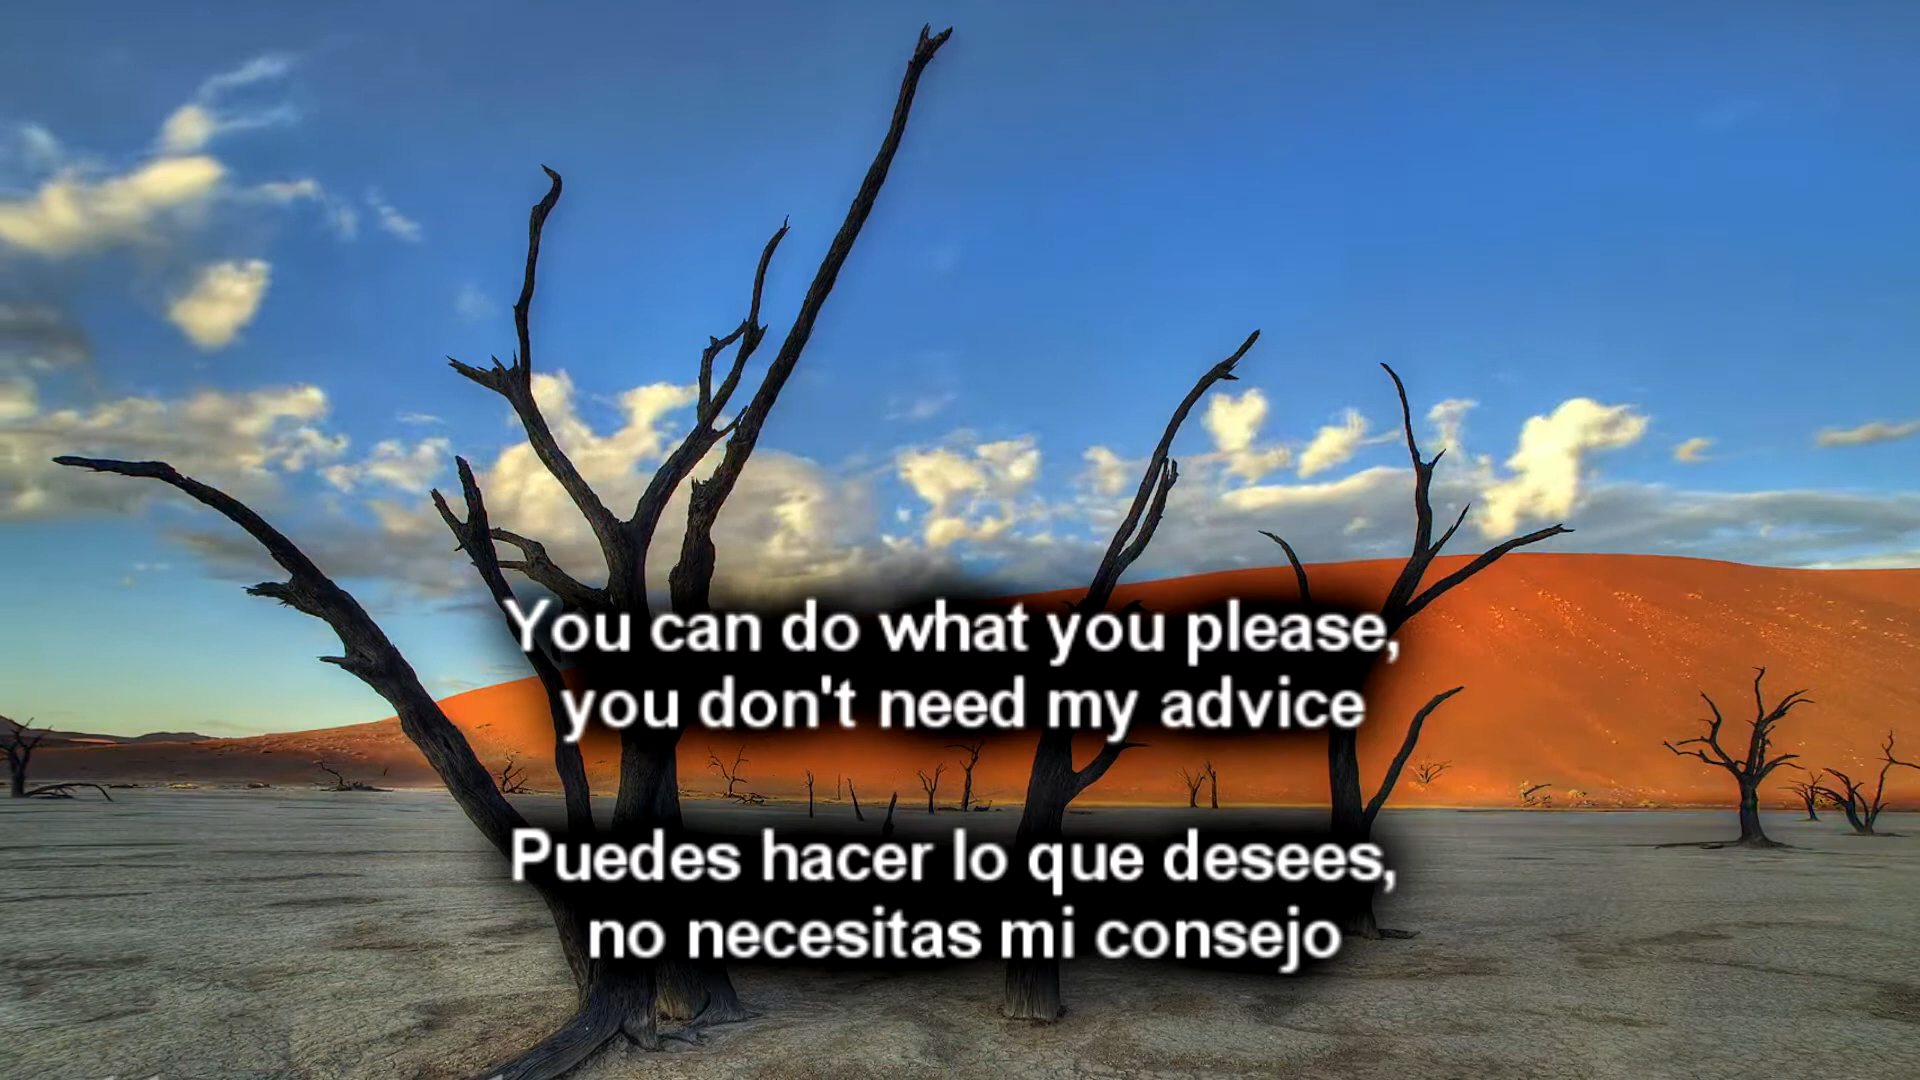 You can do what you please,
you don't need my advice
Puedes hacer lo que desees,
no necesitas mi consejo